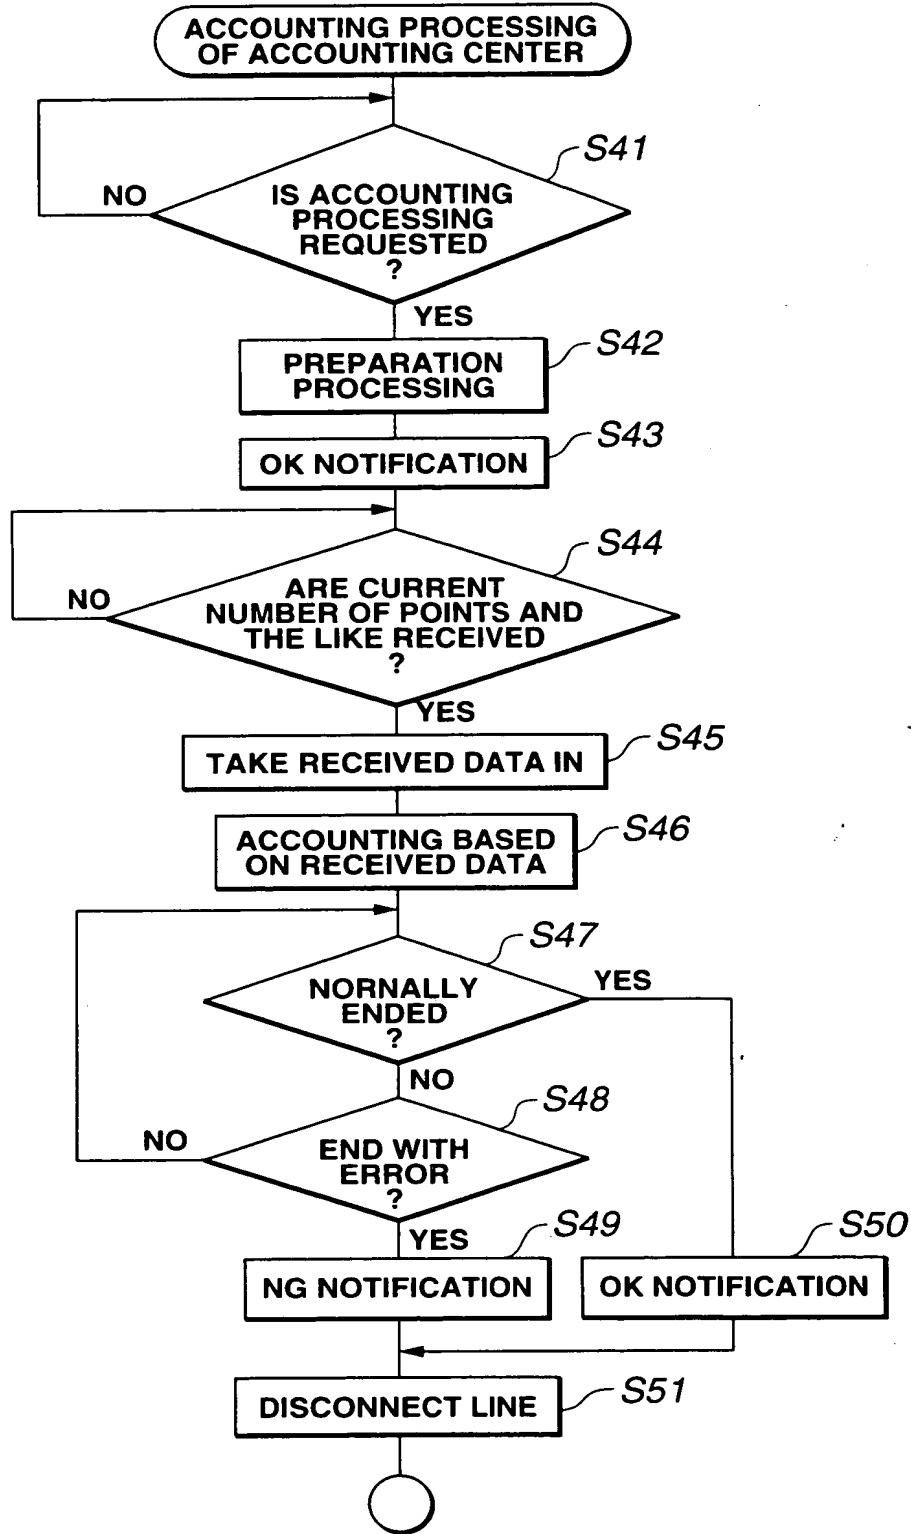 ACCOUNTING PROCESSING
OF ACCOUNTING CENTER
S41
NO
IS ACCOUNTING
PROCESSING
REQUESTED
?
YES
S42
PREPARATION
PROCESSING
S43
OK NOTIFICATION
S44
NO
ARE CURRENT
NUMBER OF POINTS AND
THE LIKE RECEIVED
?
YES
S45
TAKE RECEIVED DATA IN
S46
ACCOUNTING BASED
ON RECEIVED DATA
S47
YES
NORNALLY
ENDED
?
NO
S48
NO
END WITH
ERROR
?
YES
S49
S50
NG NOTIFICATION
OK NOTIFICATION
S51
DISCONNECT LINE